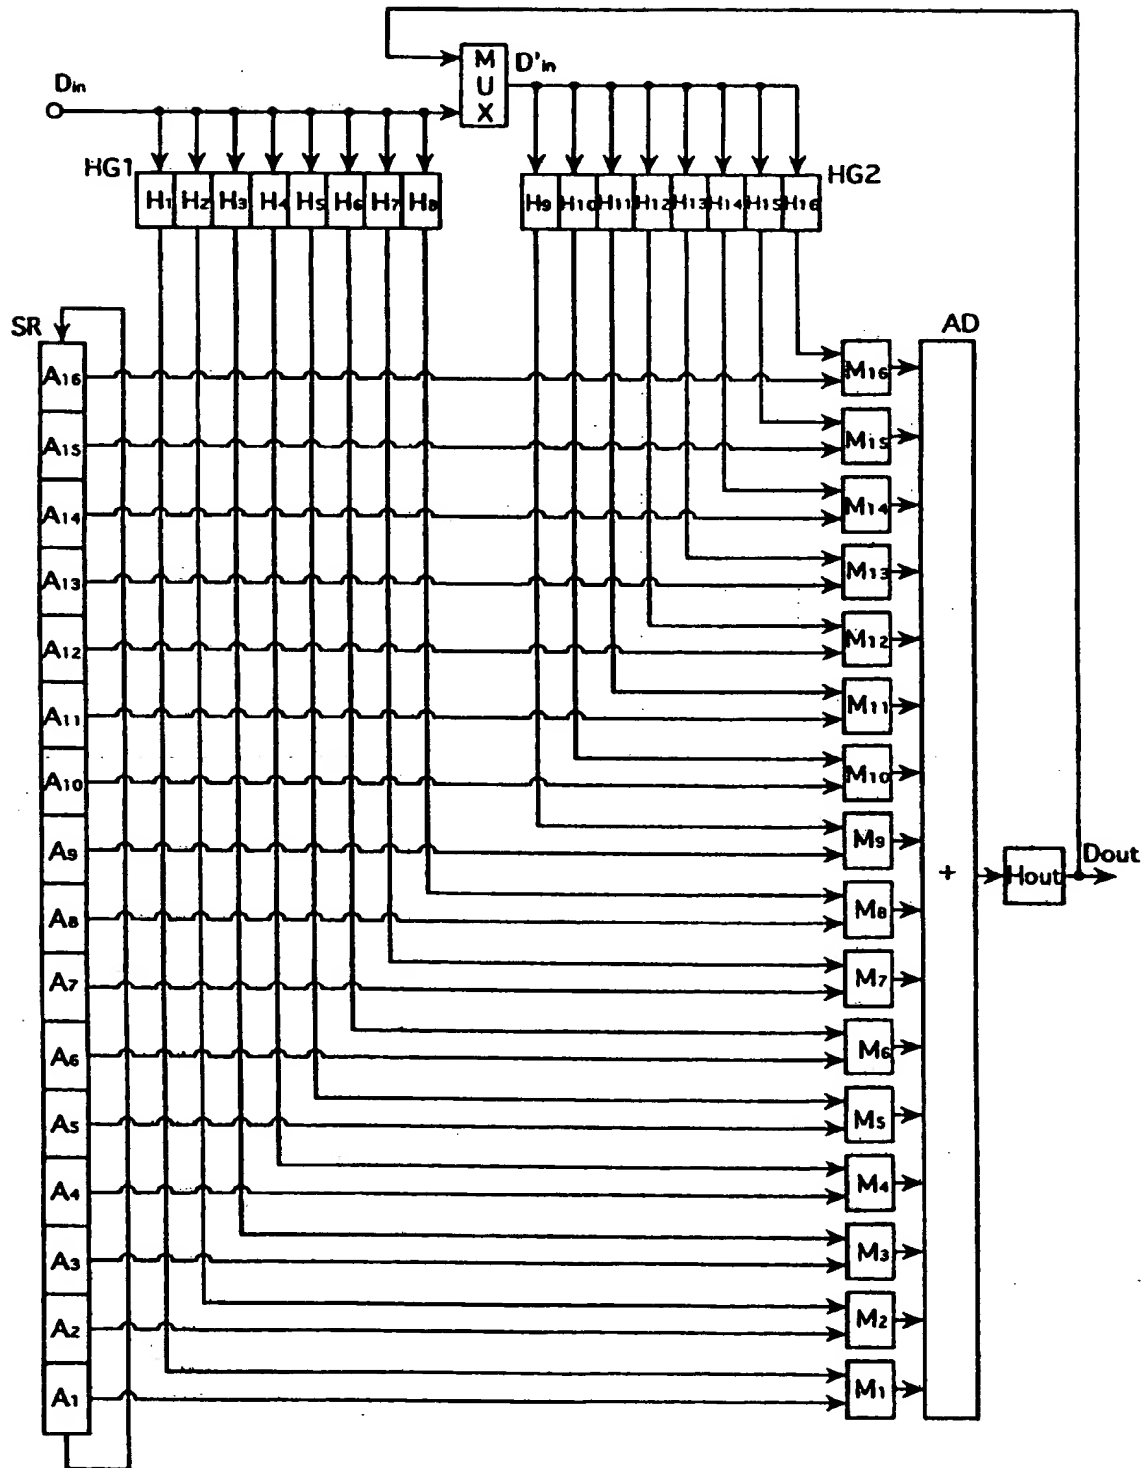 MUX
D'in
Din
HG1
H1 H2 H3 H4 H5 H6 H7 H8
H9 H10 H11 H12 H13 H14 H15 H16
HG2
SR
AD
A16
M16
A15
M15
A14
M14
A13
M13
A12
M12
A11
M11
A10
M10
A9
M9
A8
M8
A7
M7
A6
M6
A5
M5
A4
M4
A3
M3
A2
M2
A1
M1
+
Hout
Dout